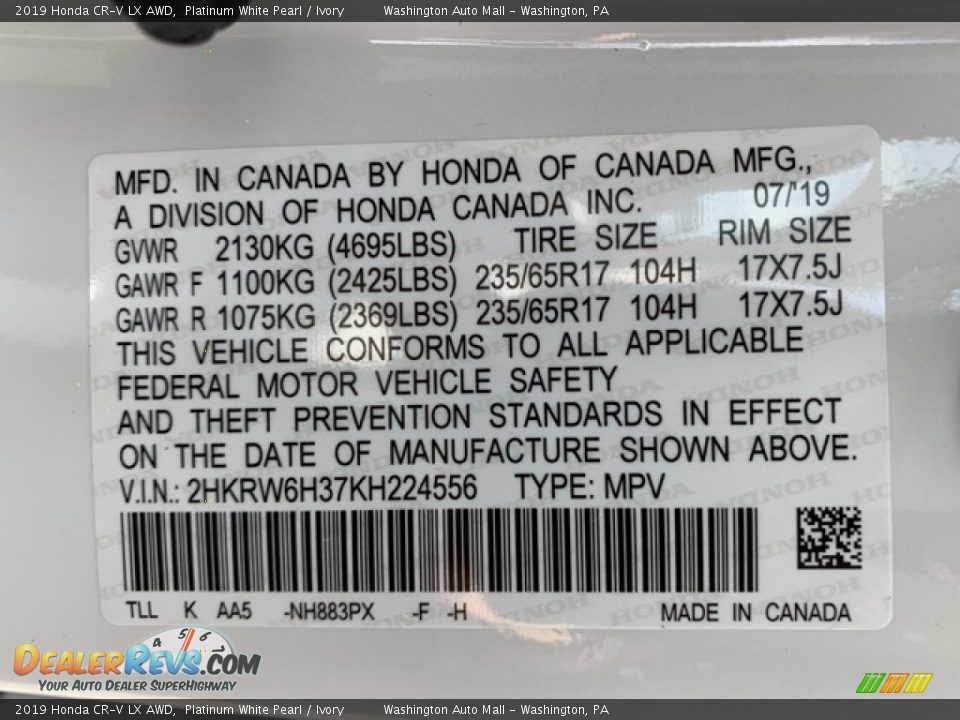 2019 Honda CR-V LX AWD, Platinum White Pearl / Ivory Washington Auto Mall - Washington, PA
MFD. IN CANADA BY HONDA OF CANADA MFG.,
A DIVISION OF HONDA CANADA INC. 07/'19
GVWR 2130KG (4695LBS) TIRE SIZE RIM SIZE
GAWR F 1100KG (2425LBS) 235/65R17 104H 17X7.5J
GAWR R 1075KG (2369LBS) 235/65R17 104H 17X7.5J
THIS VEHICLE CONFORMS TO ALL APPLICABLE
FEDERAL MOTOR VEHICLE SAFETY
AND THEFT PREVENTION STANDARDS IN EFFECT
ON THE DATE OF MANUFACTURE SHOWN ABOVE.
V.I.N.: 2HKRW6H37KH224556 TYPE: MPV
TLL K AA5 -NH883PX -F -H MADE IN CANADA
4 5 6
DEALERREVS.COM
YOUR AUTO DEALER SUPERHIGHWAY
2019 Honda CR-V LX AWD, Platinum White Pearl / Ivory Washington Auto Mall - Washington, PA